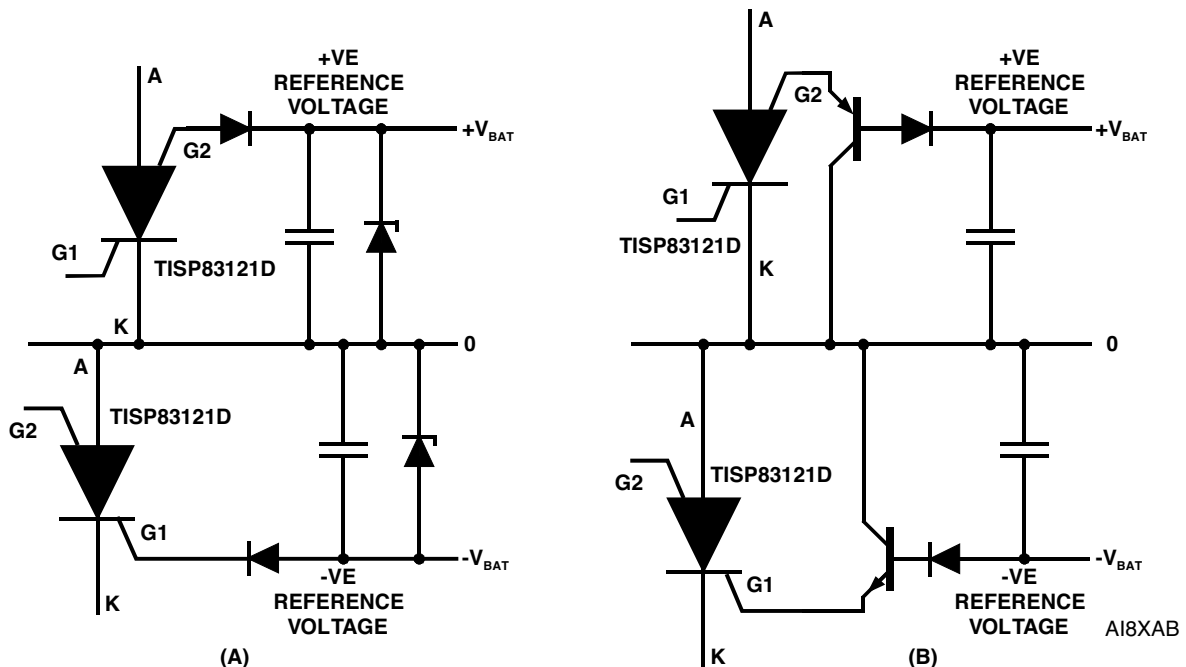 A
+VE
REFERENCE
VOLTAGE
G2
+VBAT
G1
TISP83121D
K
0
A
TISP83121D
G2
G1
-VBAT
K
-VE
REFERENCE
VOLTAGE
(A)
A
+VE
REFERENCE
VOLTAGE
G2
+VBAT
G1
TISP83121D
K
0
A
TISP83121D
G2
G1
-VBAT
-VE
REFERENCE
VOLTAGE
K
(B)
AI8XAB